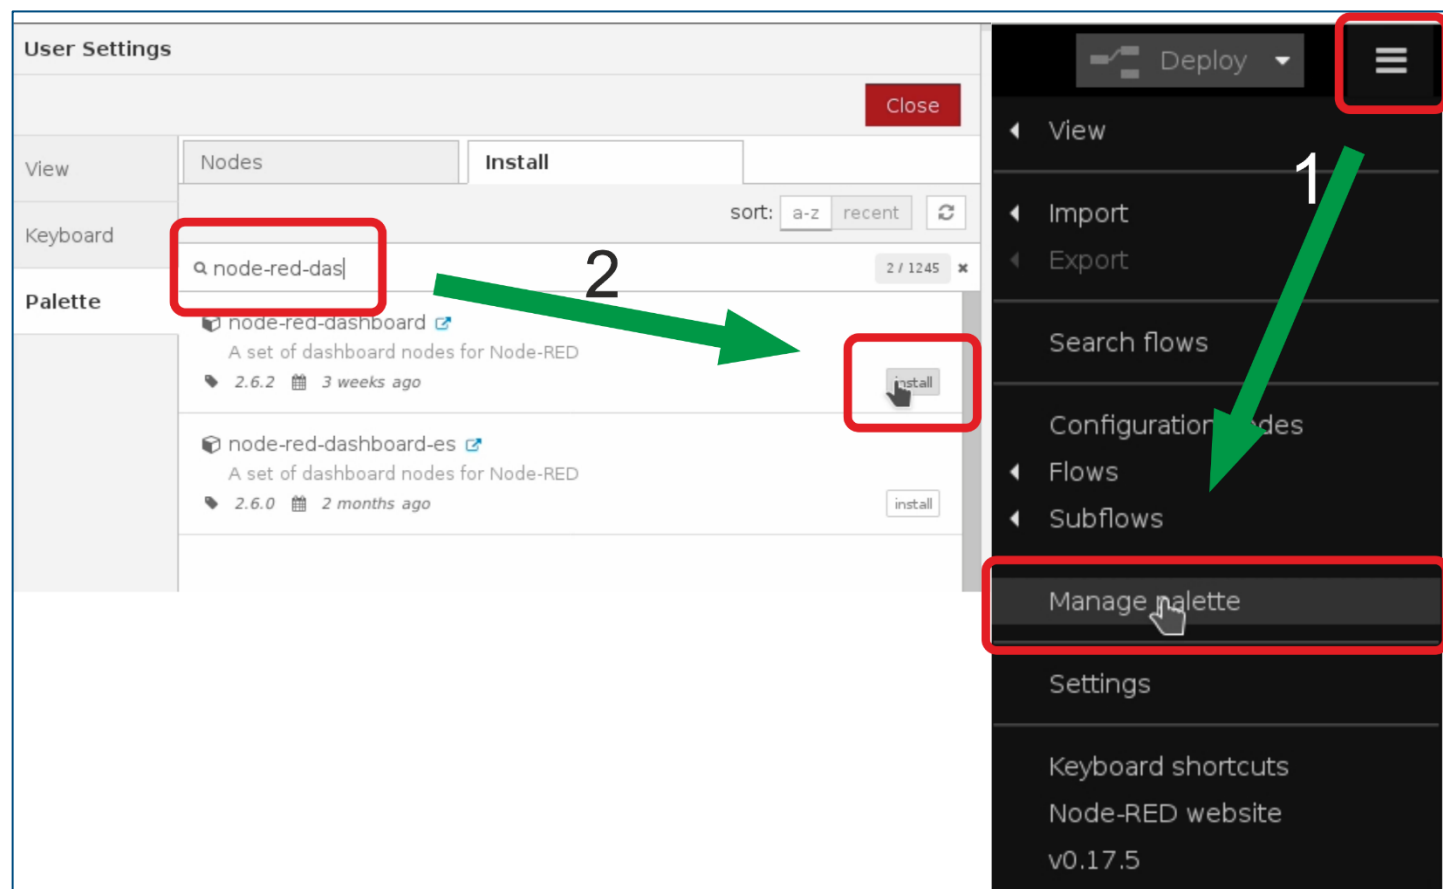 User Settings
Close
View
Keyboard
Palette
Nodes
Install
sort: a-z recent
node-red-das
2 / 1245 ✖
node-red-dashboard
A set of dashboard nodes for Node-RED
2.6.2 3 weeks ago
install
node-red-dashboard-es
A set of dashboard nodes for Node-RED
2.6.0 2 months ago
install
2
Deploy
1
View
Import
Export
Search flows
Configuration nodes
Flows
Subflows
Manage palette
Settings
Keyboard shortcuts
Node-RED website
v0.17.5